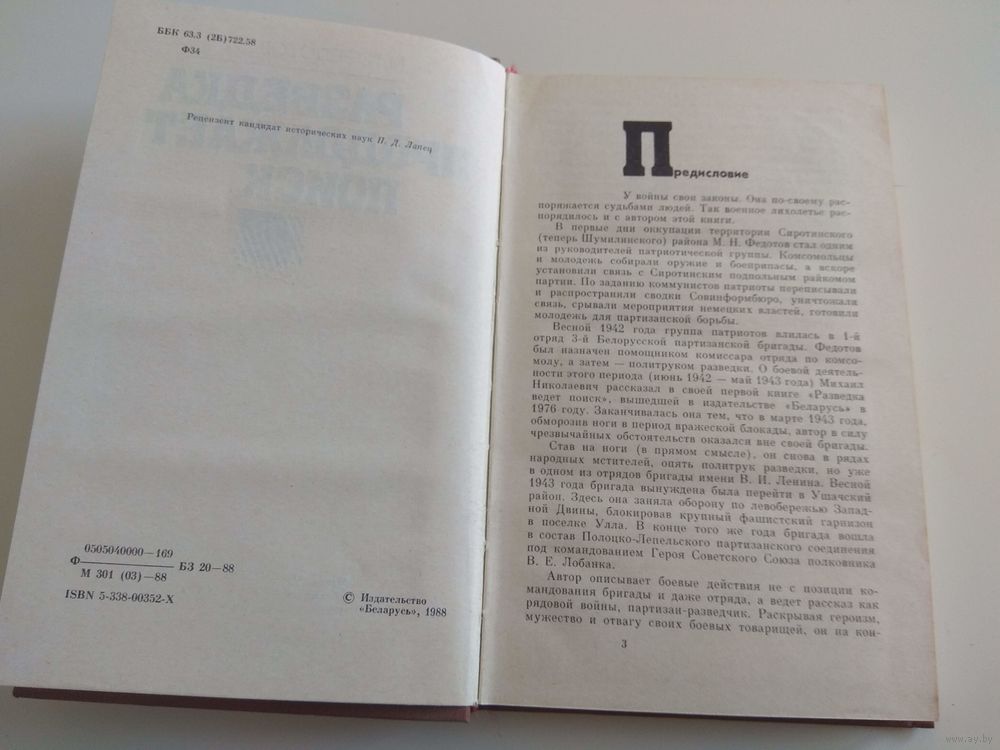 ББК 63.3 (2Б)722.58
Ф34
Рецензент кандидат исторических наук П. Д. Лапец
0505040000—169
Ф
БЗ 20—88
М 301 (03)—88
ISBN 5-338-00352-X
© Издательство
«Беларусь», 1988
Предисловие
У войны свои законы. Она по-своему рас-
поряжается судьбами людей. Так военное лихолетье рас-
порядилось и с автором этой книги.
В первые дни оккупации территории Сиротинского
(теперь Шумилинского) района М. Н. Федотов стал одним
из руководителей патриотической группы. Комсомольцы
и молодежь собирали оружие и боеприпасы, а вскоре
установили связь с Сиротинским подпольным райкомом
партии. По заданию коммунистов патриоты переписывали
и распространяли сводки Совинформбюро, уничтожали
связь, срывали мероприятия немецких властей, готовили
молодежь для партизанской борьбы.
Весной 1942 года группа патриотов влилась в 1-й
отряд 3-й Белорусской партизанской бригады. Федотов
был назначен помощником комиссара отряда по комсо-
молу, а затем — политруком разведки. О боевой деятель-
ности этого периода (июнь 1942 — май 1943 года) Михаил
Николаевич рассказал в своей первой книге «Разведка
ведет поиск», вышедшей в издательстве «Беларусь» в
1976 году. Заканчивалась она тем, что в марте 1943 года,
обморозив ноги в период вражеской блокады, автор в силу
чрезвычайных обстоятельств оказался вне своей бригады.
Став на ноги (в прямом смысле), он снова в рядах
народных мстителей, опять политрук разведки, но уже
в одном из отрядов бригады имени В. И. Ленина. Весной
1943 года бригада вынуждена была перейти в Ушачский
район. Здесь она заняла оборону по левобережью Запад-
ной Двины, блокировав крупный фашистский гарнизон
в поселке Улла. В конце того же года бригада вошла
в состав Полоцко-Лепельского партизанского соединения
под командованием Героя Советского Союза полковника
В. Е. Лобанка.
Автор описывает боевые действия не с позиции ко-
мандования бригады и даже отряда, а ведет рассказ как
рядовой войны, партизан-разведчик. Раскрывая героизм,
мужество и отвагу своих боевых товарищей, он на кон-
3
www.ay.by